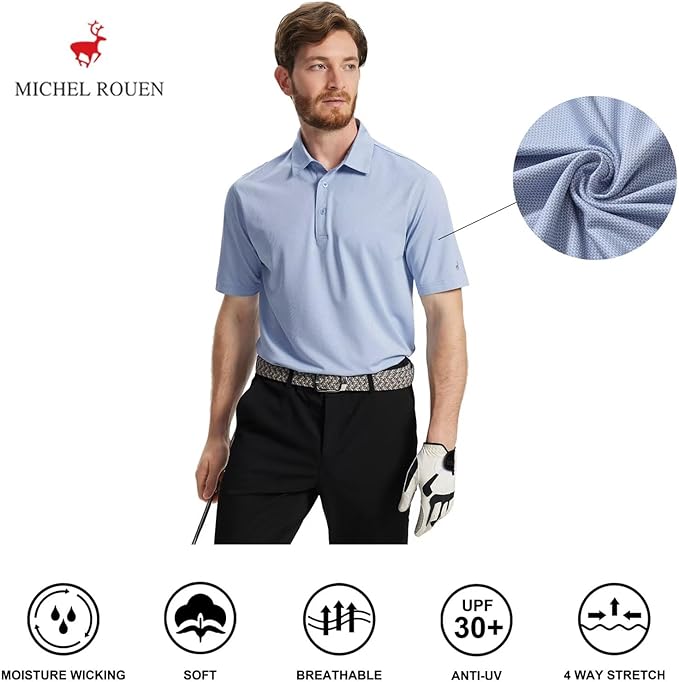 MICHEL ROUEN
UPF
30+
MOISTURE WICKING
SOFT
BREATHABLE
ANTI-UV
4 WAY STRETCH